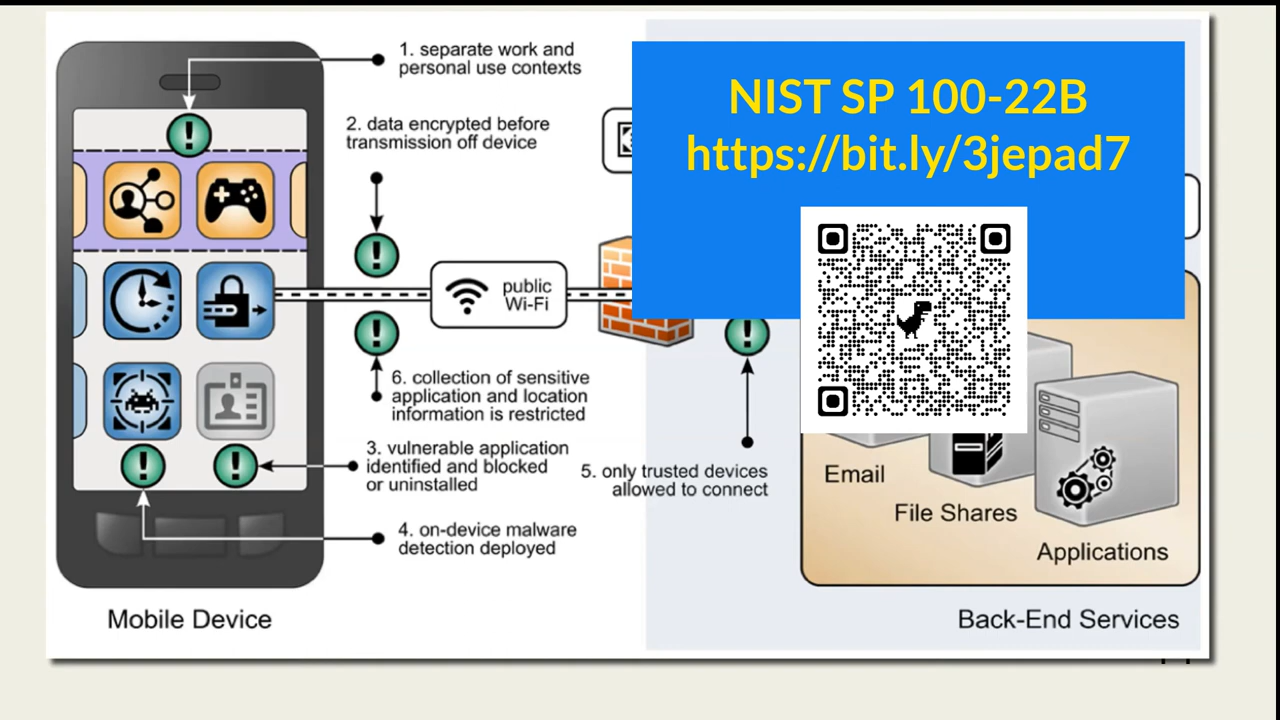 1. separate work and
personal use contexts
2. data encrypted before
transmission off device
NIST SP 100-22B
https://bit.ly/3jepad7
public
Wi-Fi
6. collection of sensitive
application and location
information is restricted
3. vulnerable application
identified and blocked
or uninstalled
5. only trusted devices
allowed to connect
4. on-device malware
detection deployed
Email
File Shares
Applications
Mobile Device
Back-End Services